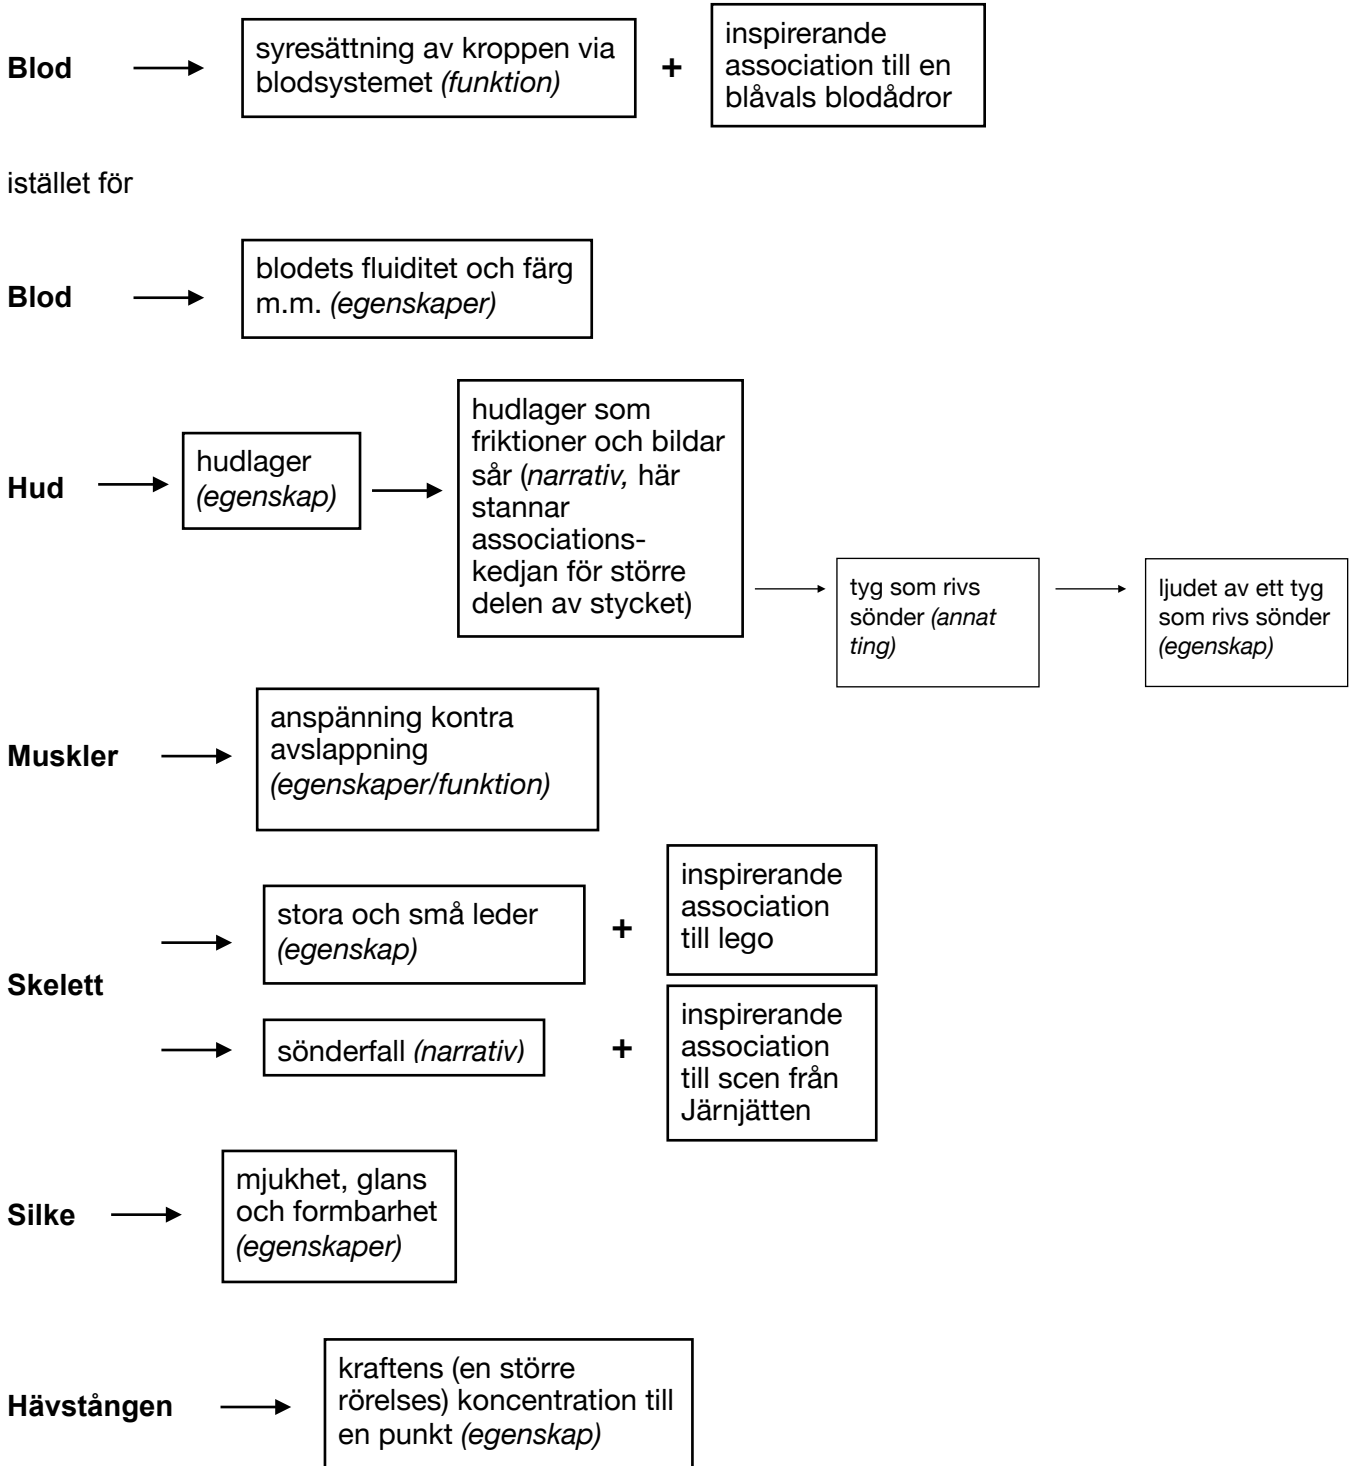 Blod
syresättning av kroppen via
blodsystemet (funktion)
+
inspirerande
association till en
blåvals blodådror
istället för
Blod
blodets fluiditet och färg
m.m. (egenskaper)
Hud
hudlager
(egenskap)
hudlager som
friktioner och bildar
sår (narrativ, här
stannar
associations-
kedjan för större
delen av stycket)
tyg som rivs
sönder (annat
ting)
ljudet av ett tyg
som rivs sönder
(egenskap)
Muskler
anspänning kontra
avslappning
(egenskaper/funktion)
Skelett
stora och små leder
(egenskap)
+
inspirerande
association
till lego
sönderfall (narrativ)
+
inspirerande
association
till scen från
Järnjätten
Silke
mjukhet, glans
och formbarhet
(egenskaper)
Hävstången
kraftens (en större
rörelses) koncentration till
en punkt (egenskap)